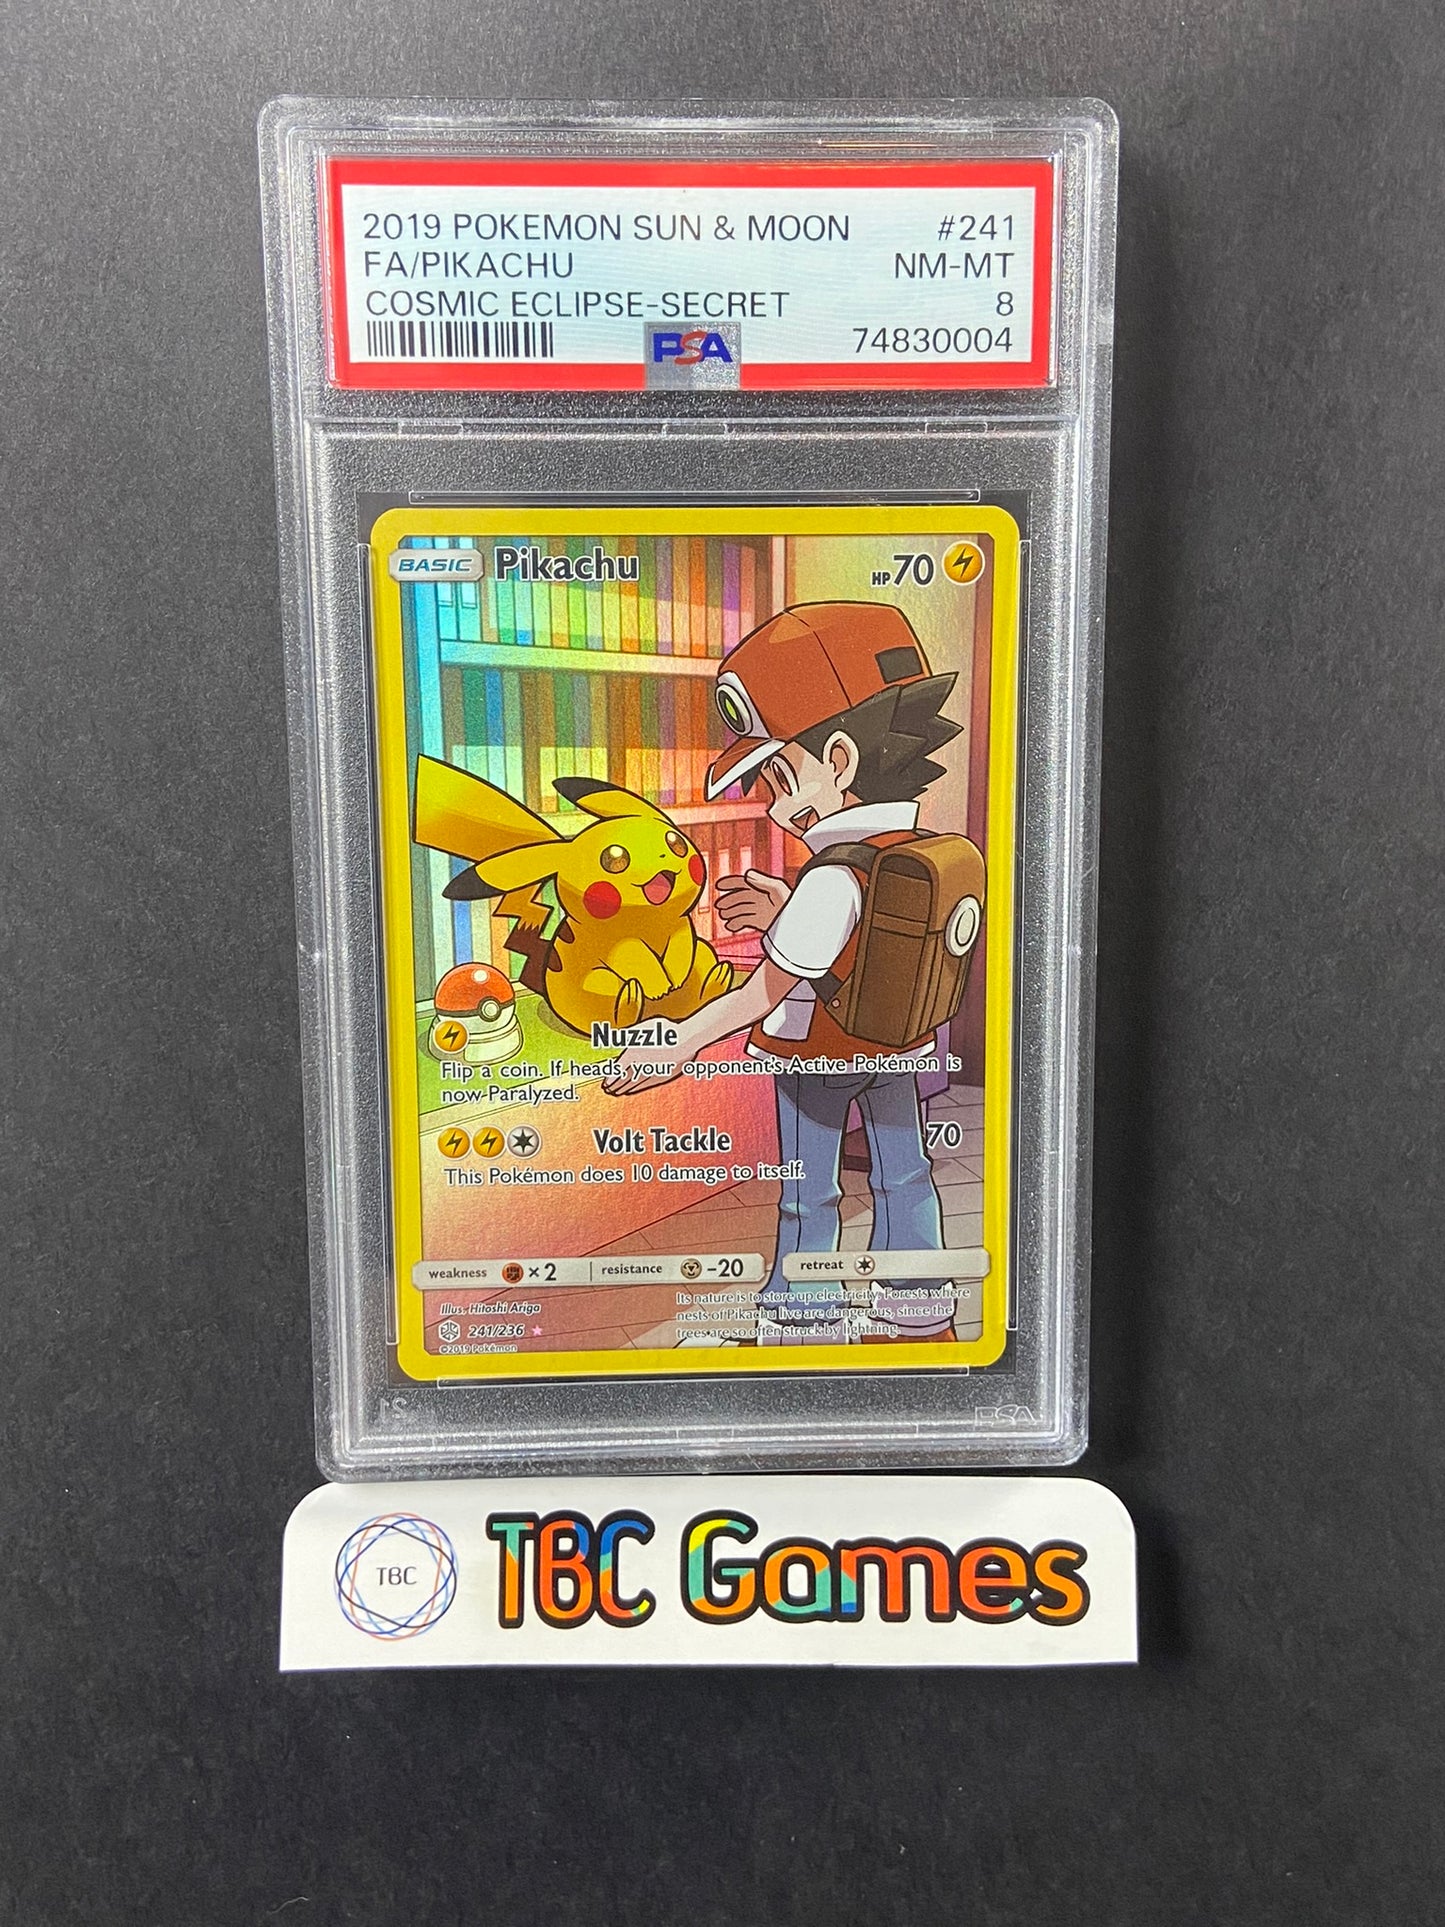 2019 POKEMON SUN & MOON #241
FA/PIKACHU NM-MT
COSMIC ECLIPSE-SECRET 8
PSA 74830004
BASIC Pikachu HP 70
Nuzzle
Flip a coin. If heads, your opponent's Active Pokémon is
now Paralyzed.
Volt Tackle 70
This Pokémon does 10 damage to itself.
weakness ×2 resistance -20 retreat
Its nature is to store up electricity. Forests where
nests of Pikachu live are dangerous, since the
trees are so often struck by lightning.
Illus. Hitoshi Ariga
241/236
©2019 Pokémon
21 PSA
TBC TBC Games